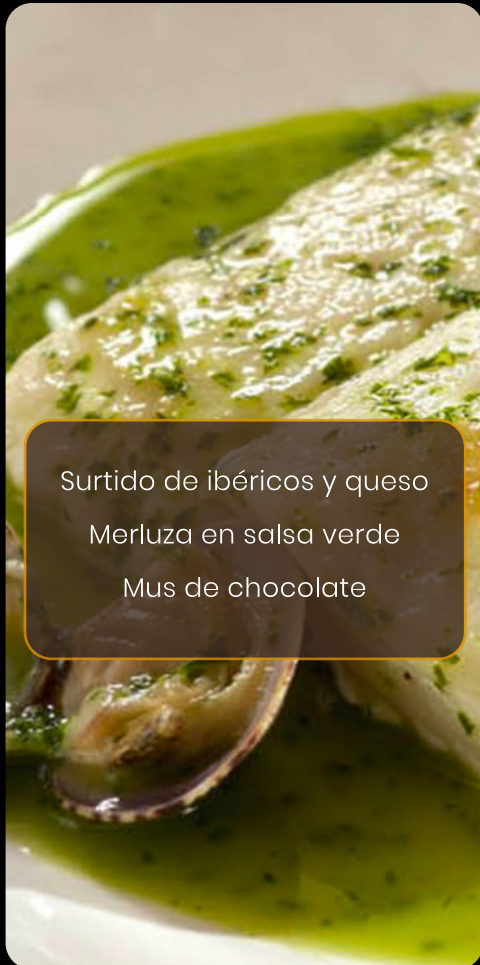 Surtido de ibéricos y queso
Merluza en salsa verde
Mus de chocolate